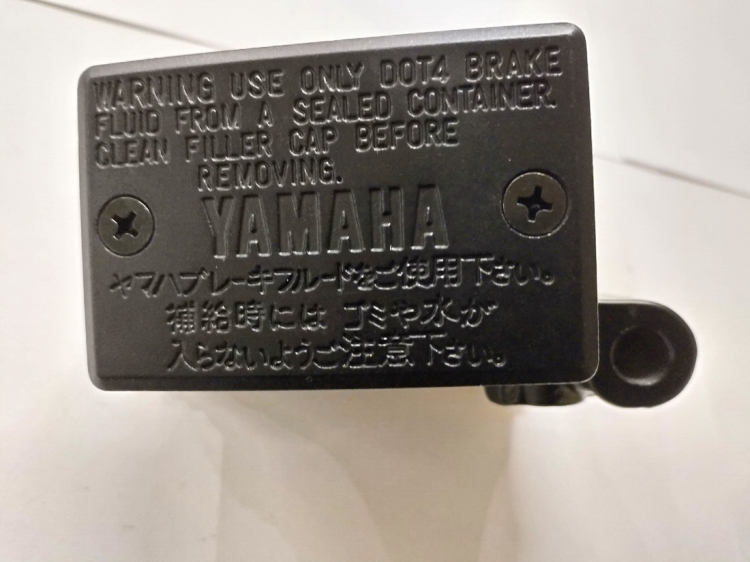 WARNING USE ONLY DOT4 BRAKE
FLUID FROM A SEALED CONTAINER.
CLEAN FILLER CAP BEFORE
REMOVING.
YAMAHA
ヤマハブレーキフルードをご使用下さい。
補給時には ゴミや水が
入らないようご注意下さい。